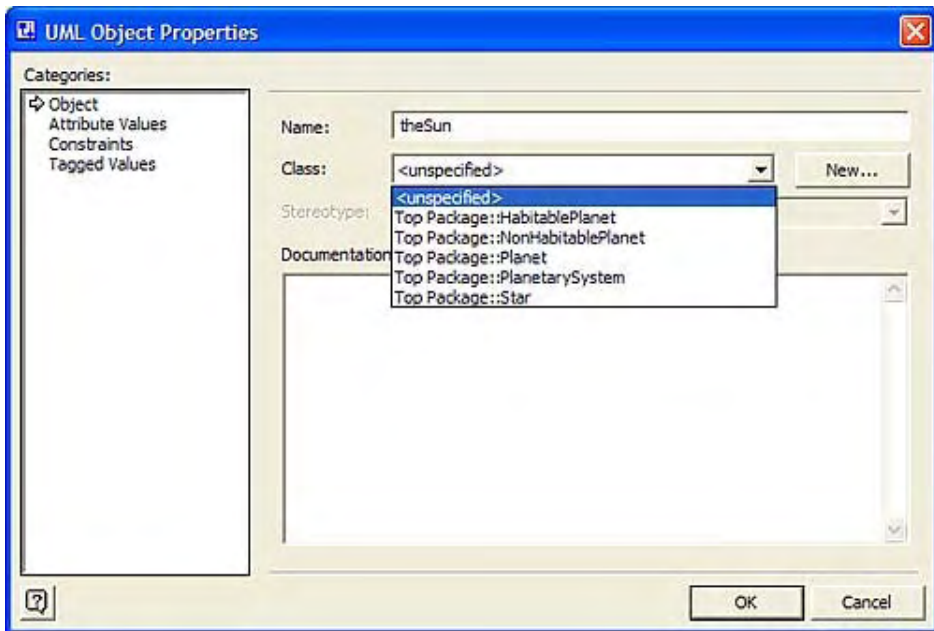 UML Object Properties
Categories:
Object
Attribute Values
Constraints
Tagged Values
Name: theSun
Class: <unspecified> New...
<unspecified>
Stereotype: Top Package::HabitablePlanet
Top Package::NonHabitablePlanet
Documentation Top Package::Planet
Top Package::PlanetarySystem
Top Package::Star
OK Cancel